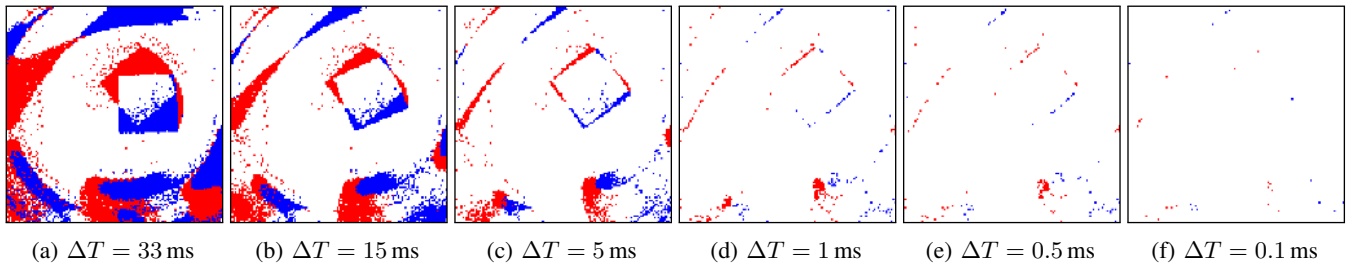 (a) ΔT = 33 ms (b) ΔT = 15 ms (c) ΔT = 5 ms (d) ΔT = 1 ms (e) ΔT = 0.5 ms (f) ΔT = 0.1 ms